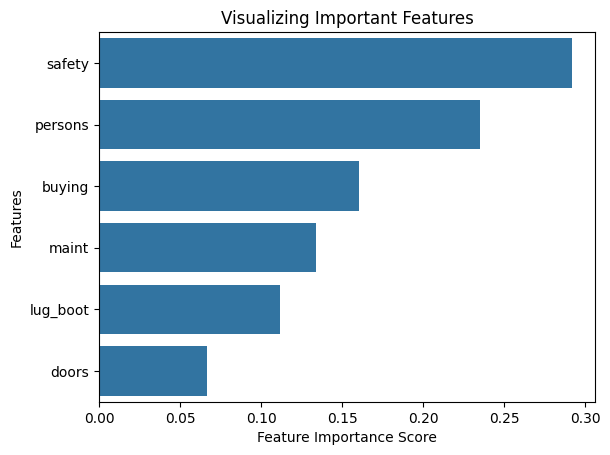 Visualizing Important Features
Features
safety
persons
buying
maint
lug_boot
doors
0.00 0.05 0.10 0.15 0.20 0.25 0.30
Feature Importance Score